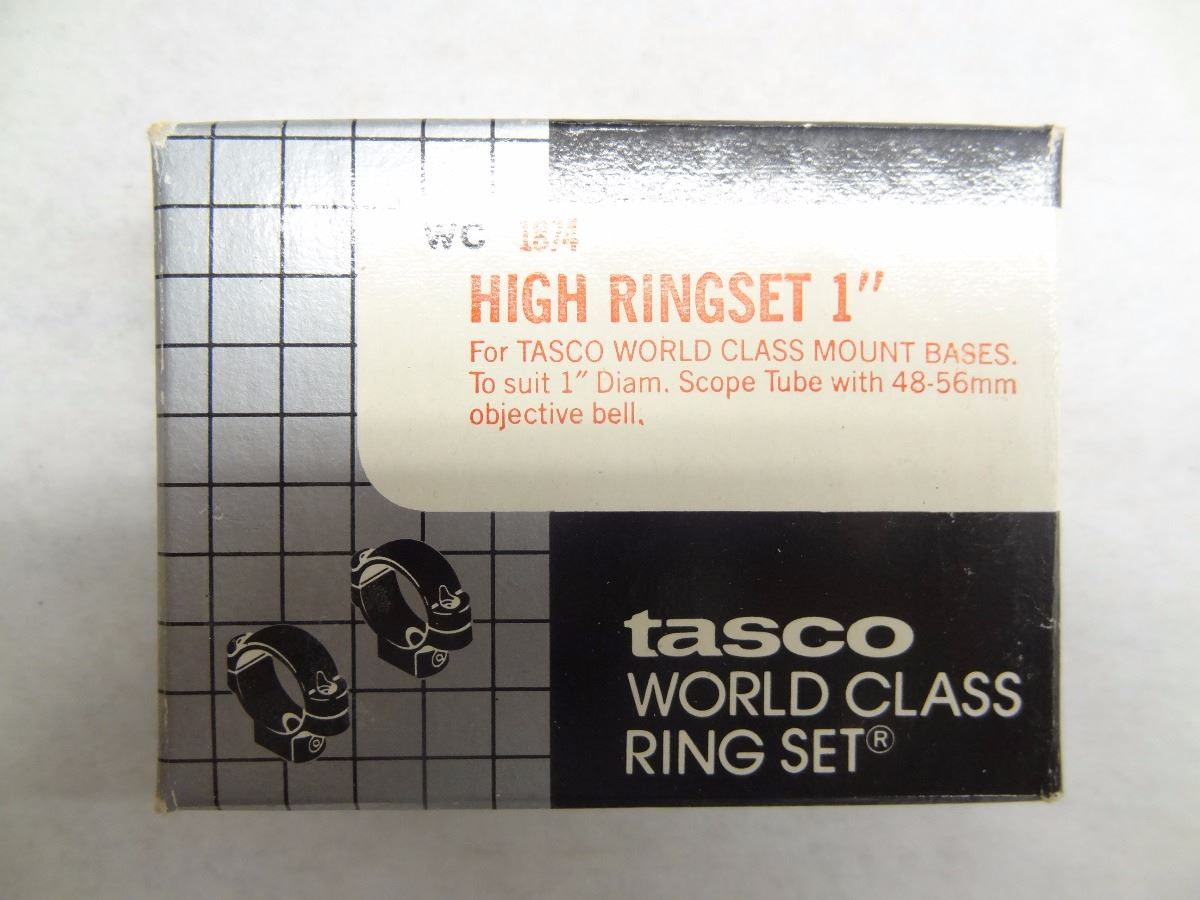 WC 1874
HIGH RINGSET 1"
For TASCO WORLD CLASS MOUNT BASES.
To suit 1" Diam. Scope Tube with 48-56mm
objective bell.
tasco
WORLD CLASS
RING SET®